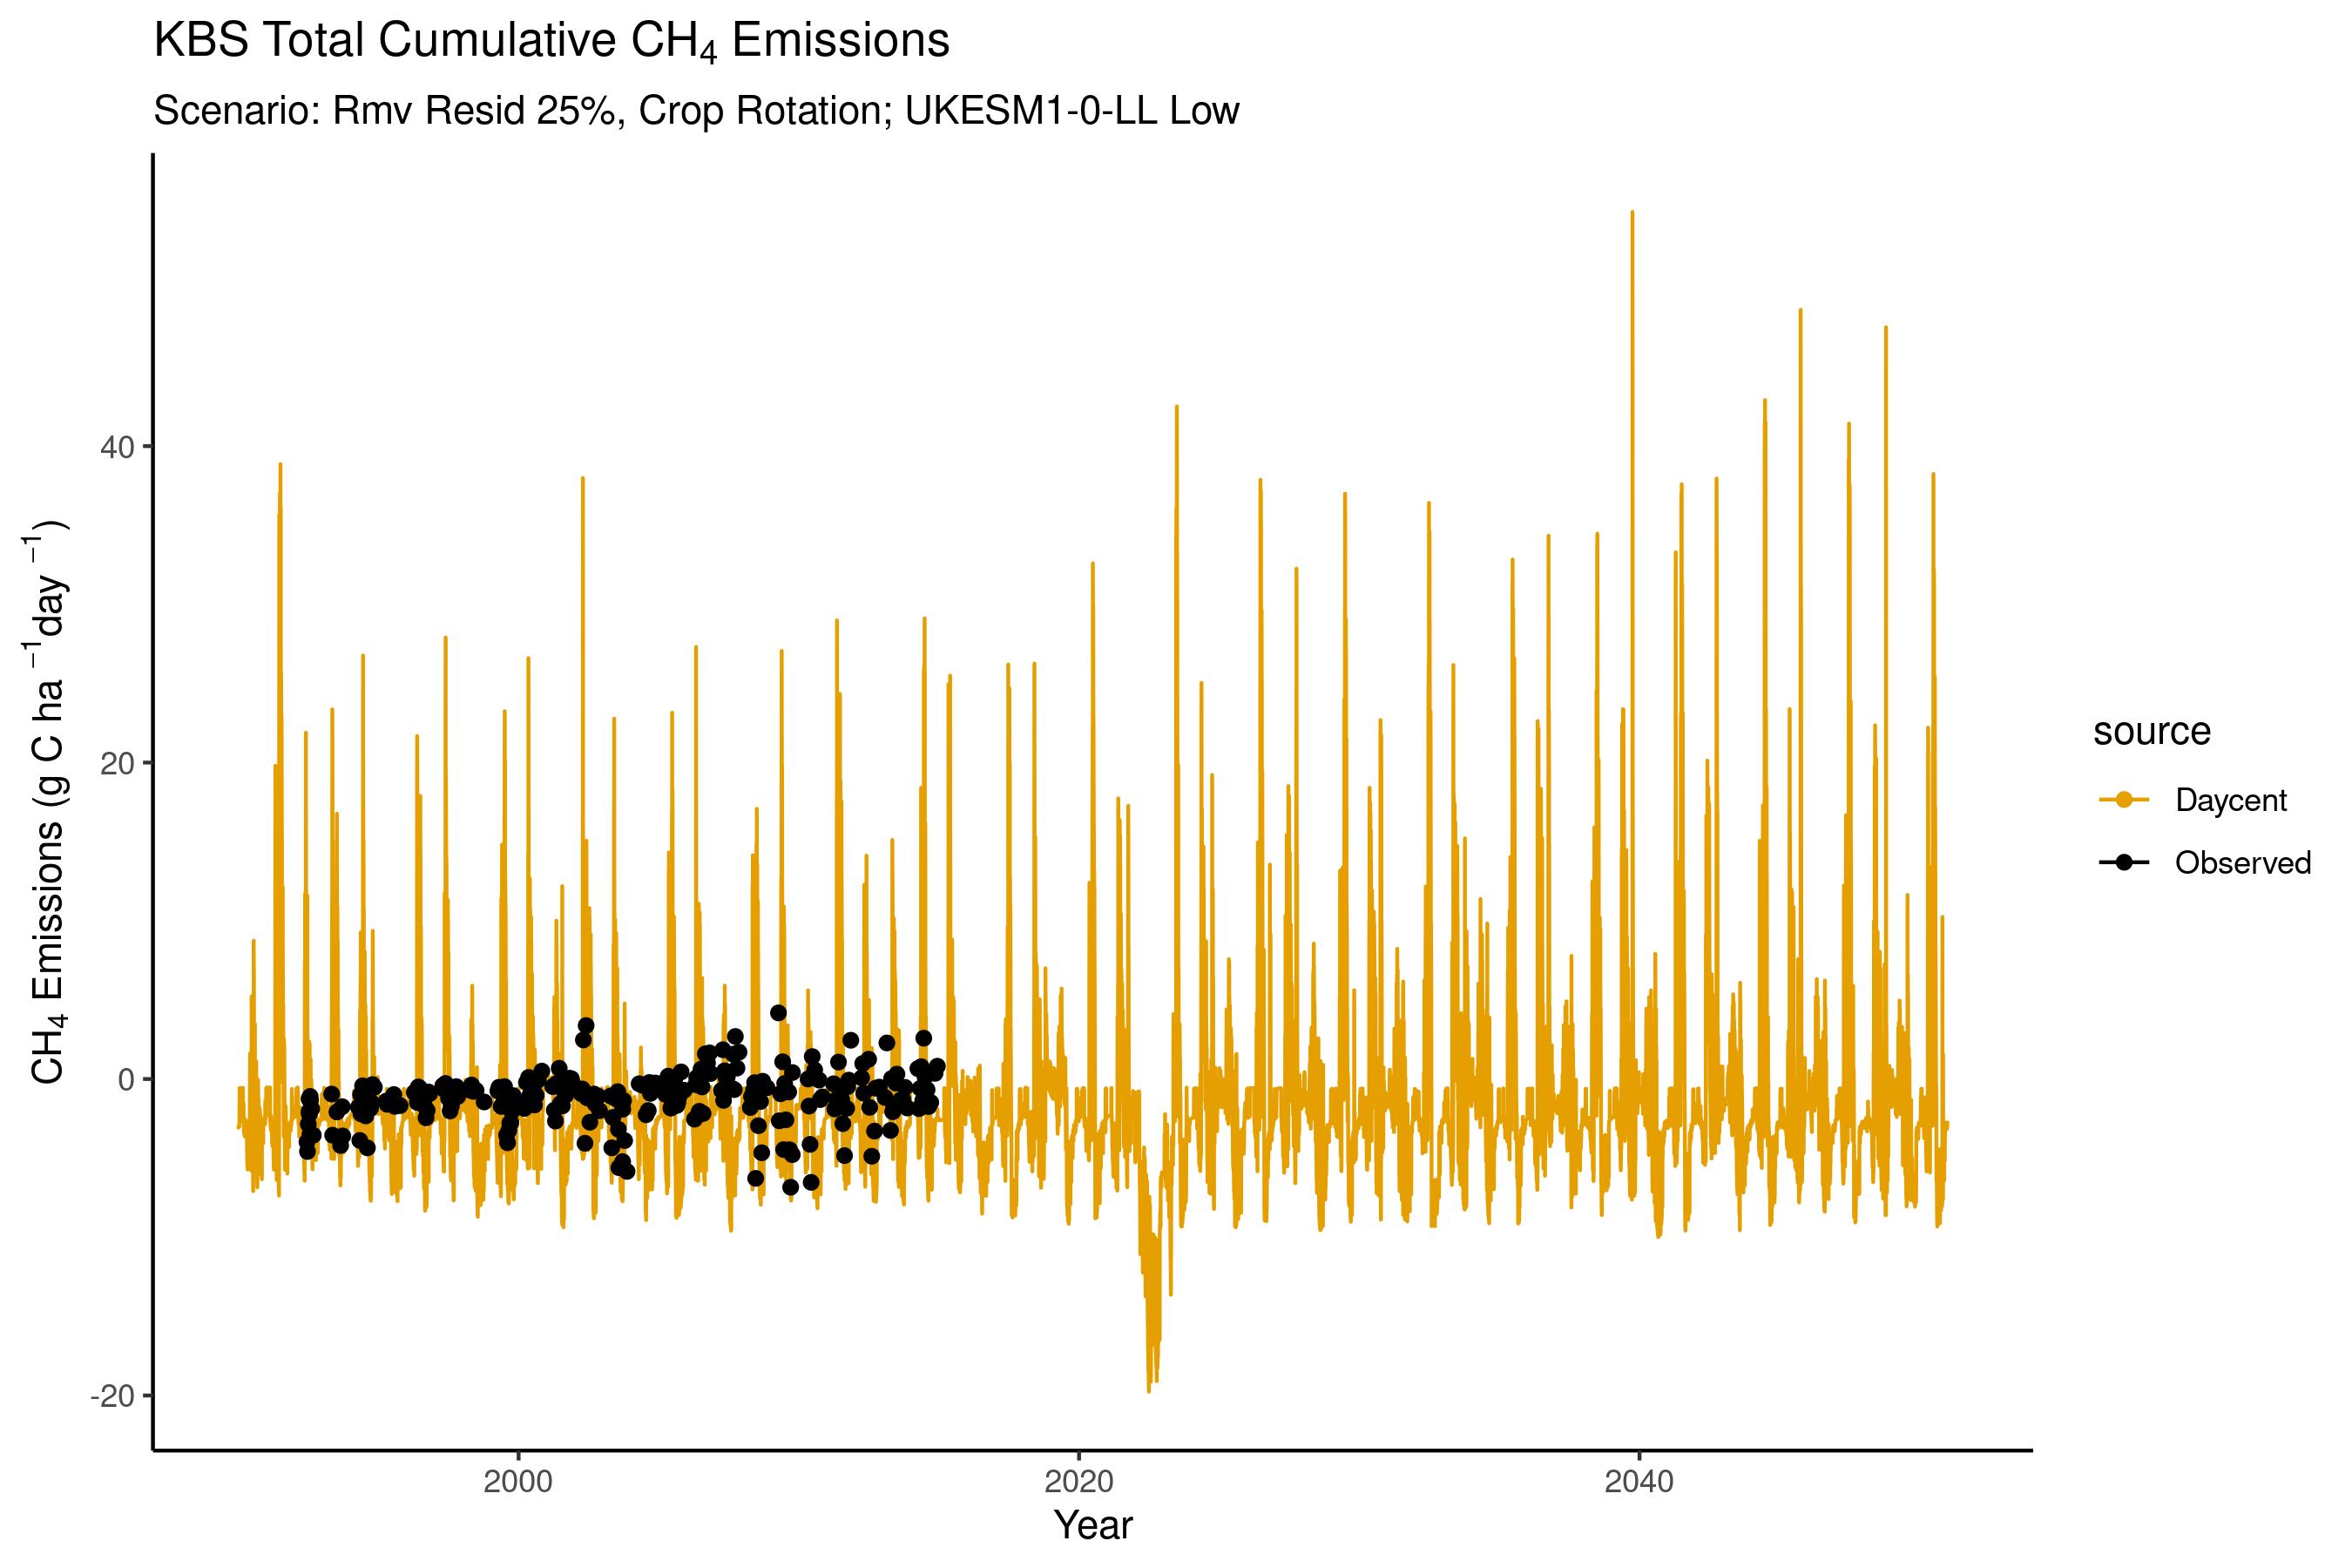 KBS Total Cumulative CH₄ Emissions
Scenario: Rmv Resid 25%, Crop Rotation; UKESM1-0-LL Low
CH₄ Emissions (g C ha ⁻¹day ⁻¹)
40
20
0
-20
2000
2020
2040
Year
source
Daycent
Observed